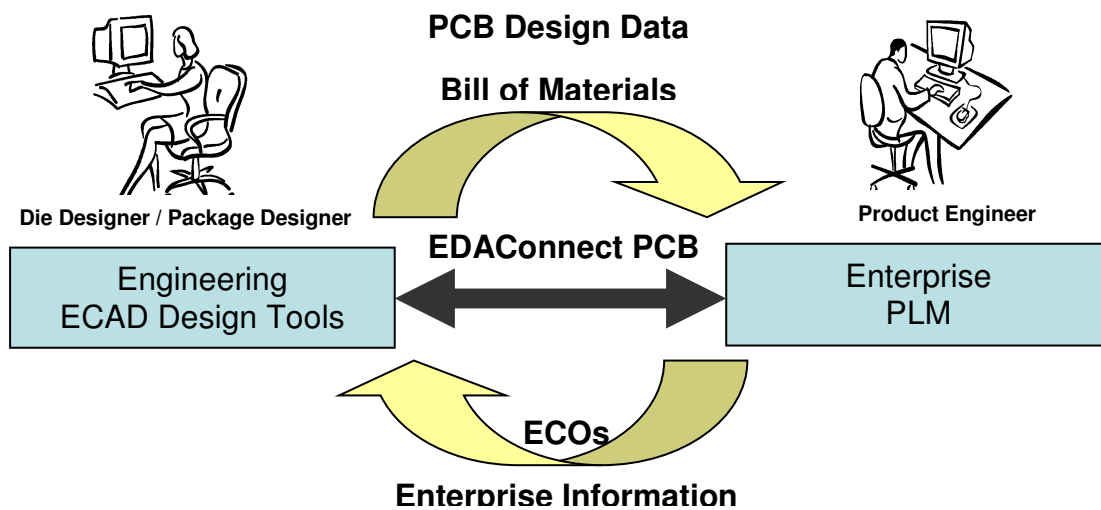 PCB Design Data
Bill of Materials
Die Designer / Package Designer
Product Engineer
EDAConnect PCB
Engineering
ECAD Design Tools
Enterprise
PLM
ECOs
Enterprise Information